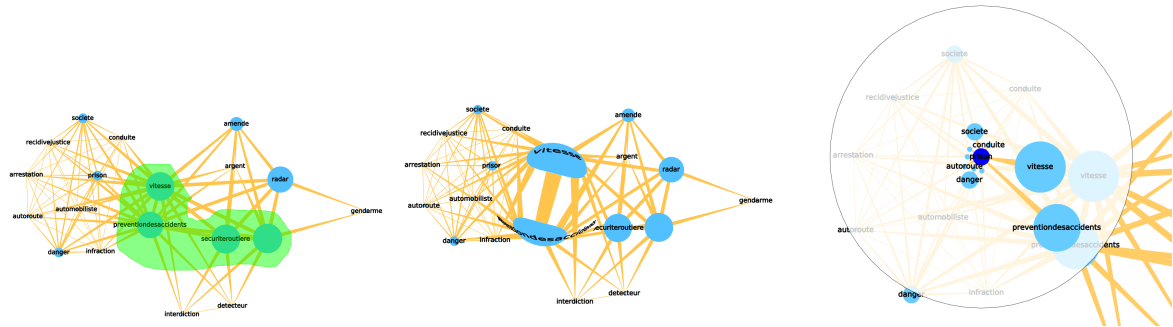 societe
amende
conduite
recidivejustice
argent
arrestation
prison
radar
vitesse
automobiliste
gendarme
autoroute
preventiondesaccidents
securiteroutiere
danger
infraction
detecteur
interdiction
societe
amende
conduite
recidivejustice
vitesse
argent
arrestation
prison
radar
automobiliste
gendarme
autoroute
securiteroutiere
danger
infraction
detecteur
interdiction
societe
conduite
recidivejustice
societe
conduite
arrestation
prison
autoroute
vitesse
vitesse
danger
automobiliste
preventiondesaccidents
autoroute
preventiondesaccidents
danger
infraction